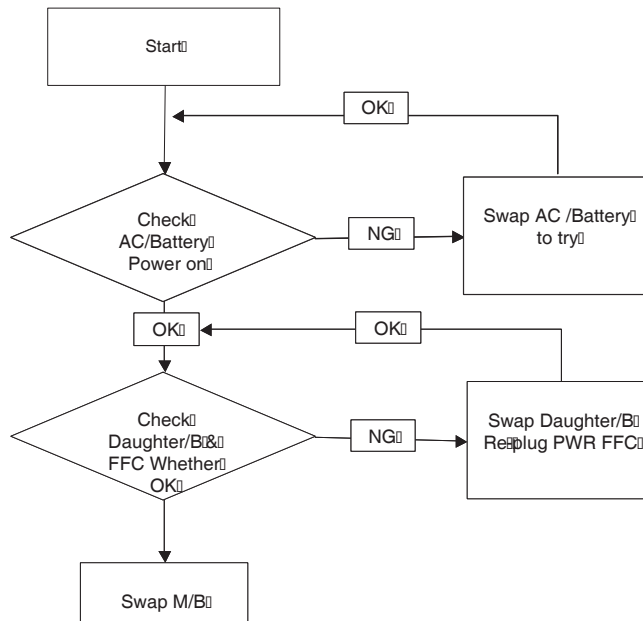 Start
OK
Check
AC/Battery
Power on
NG
Swap AC /Battery
to try
OK
OK
Check
Daughter/B &
FFC Whether
OK
NG
Swap Daughter/B
Re-plug PWR FFC
Swap M/B